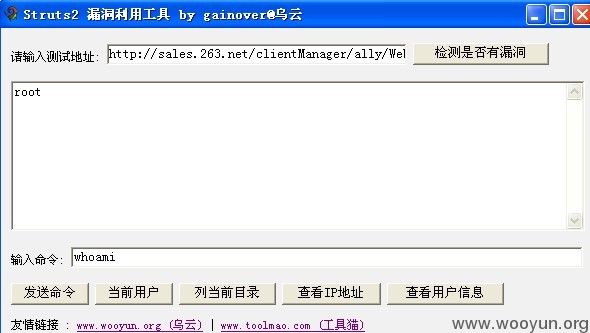 Struts2 漏洞利用工具 by gainover@乌云
请输入测试地址: http://sales.263.net/clientManager/ally/Wel 检测是否有漏洞
root
输入命令: whoami
发送命令 当前用户 列当前目录 查看IP地址 查看用户信息
友情链接 : www.wooyun.org (乌云) | www.toolmao.com (工具猫)
www.wooyun.org